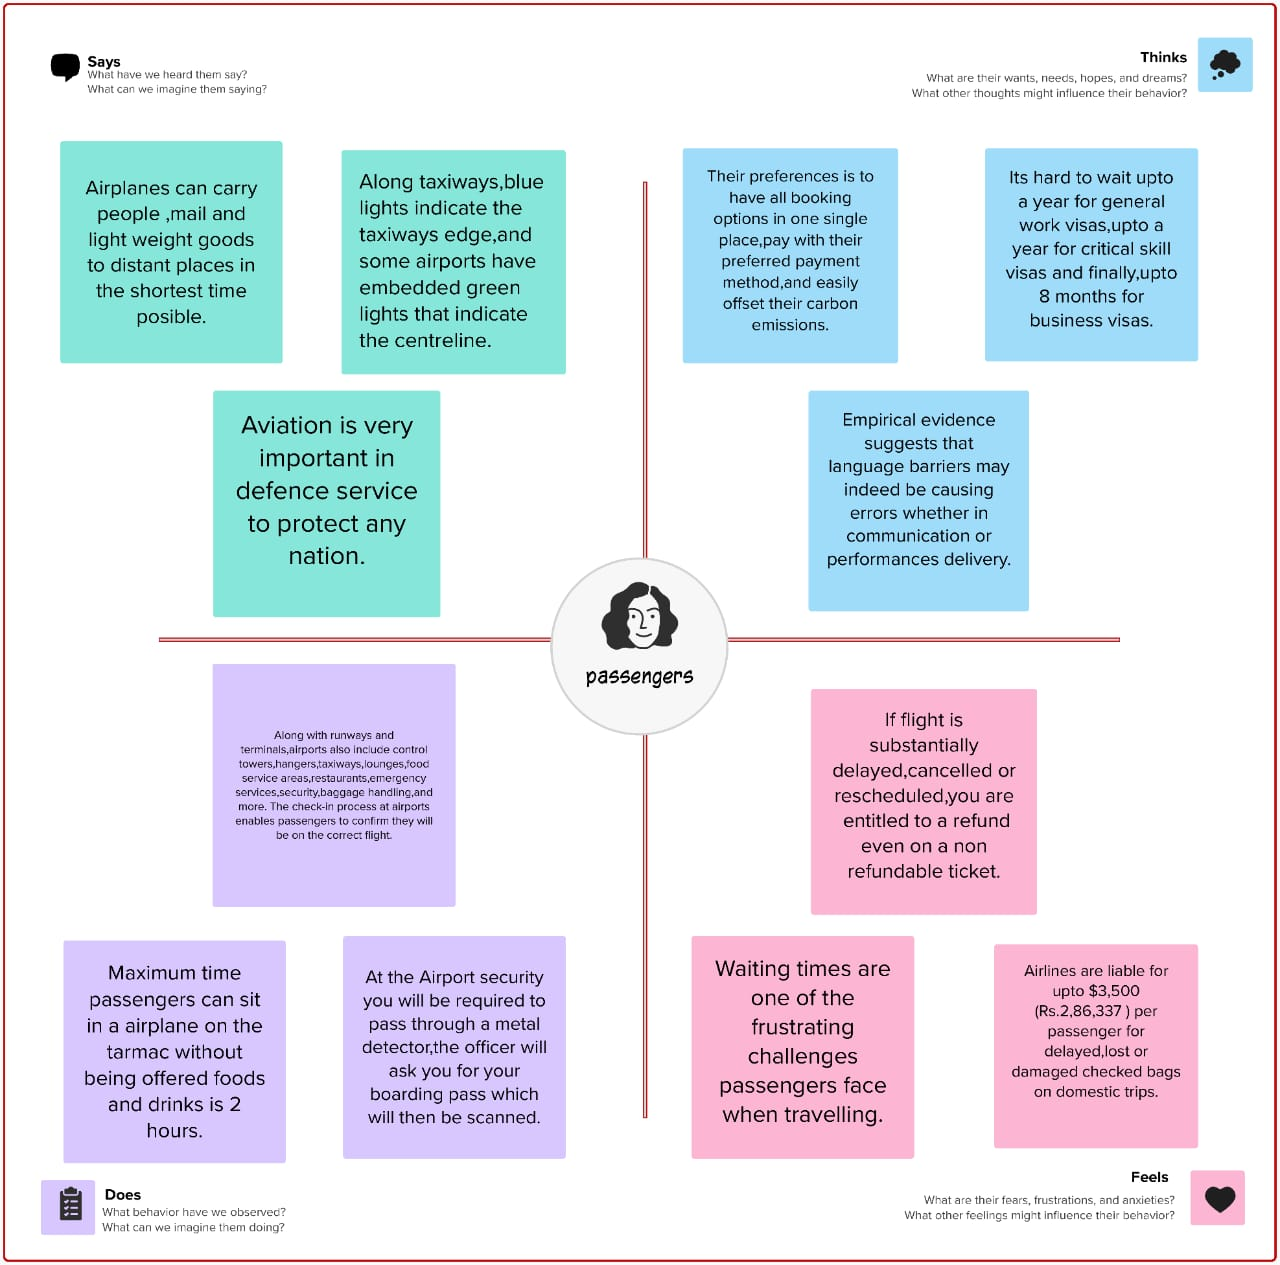 Says
What have we heard them say?
What can we imagine them saying?
Thinks
What are their wants, needs, hopes, and dreams?
What other thoughts might influence their behavior?
Airplanes can carry
people ,mail and
light weight goods
to distant places in
the shortest time
posible.
Along taxiways,blue
lights indicate the
taxiways edge,and
some airports have
embedded green
lights that indicate
the centreline.
Aviation is very
important in
defence service
to protect any
nation.
Their preferences is to
have all booking
options in one single
place,pay with their
preferred payment
method,and easily
offset their carbon
emissions.
Its hard to wait upto
a year for general
work visas,upto a
year for critical skill
visas and finally,upto
8 months for
business visas.
Empirical evidence
suggests that
language barriers may
indeed be causing
errors whether in
communication or
performances delivery.
passengers
Along with runways and
terminals,airports also include control
towers,hangers,taxiways,lounges,food
service areas,restaurants,emergency
services,security,baggage handling,and
more. The check-in process at airports
enables passengers to confirm they will
be on the correct flight.
Maximum time
passengers can sit
in a airplane on the
tarmac without
being offered foods
and drinks is 2
hours.
At the Airport security
you will be required to
pass through a metal
detector,the officer will
ask you for your
boarding pass which
will then be scanned.
If flight is
substantially
delayed,cancelled or
rescheduled,you are
entitled to a refund
even on a non
refundable ticket.
Waiting times are
one of the
frustrating
challenges
passengers face
when travelling.
Airlines are liable for
upto $3,500
(Rs.2,86,337 ) per
passenger for
delayed,lost or
damaged checked bags
on domestic trips.
Does
What behavior have we observed?
What can we imagine them doing?
Feels
What are their fears, frustrations, and anxieties?
What other feelings might influence their behavior?